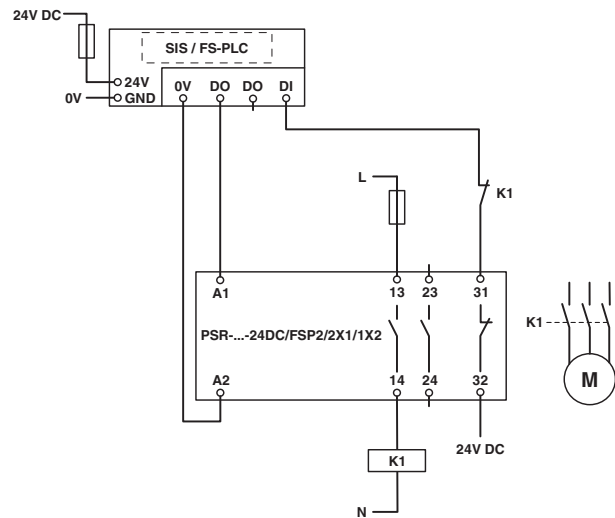 24V DC
SIS / FS-PLC
24V
0V
DO
DO
DI
0V
GND
L
K1
A1
13
23
31
PSR-...-24DC/FSP2/2X1/1X2
K1
M
A2
14
24
32
24V DC
K1
N